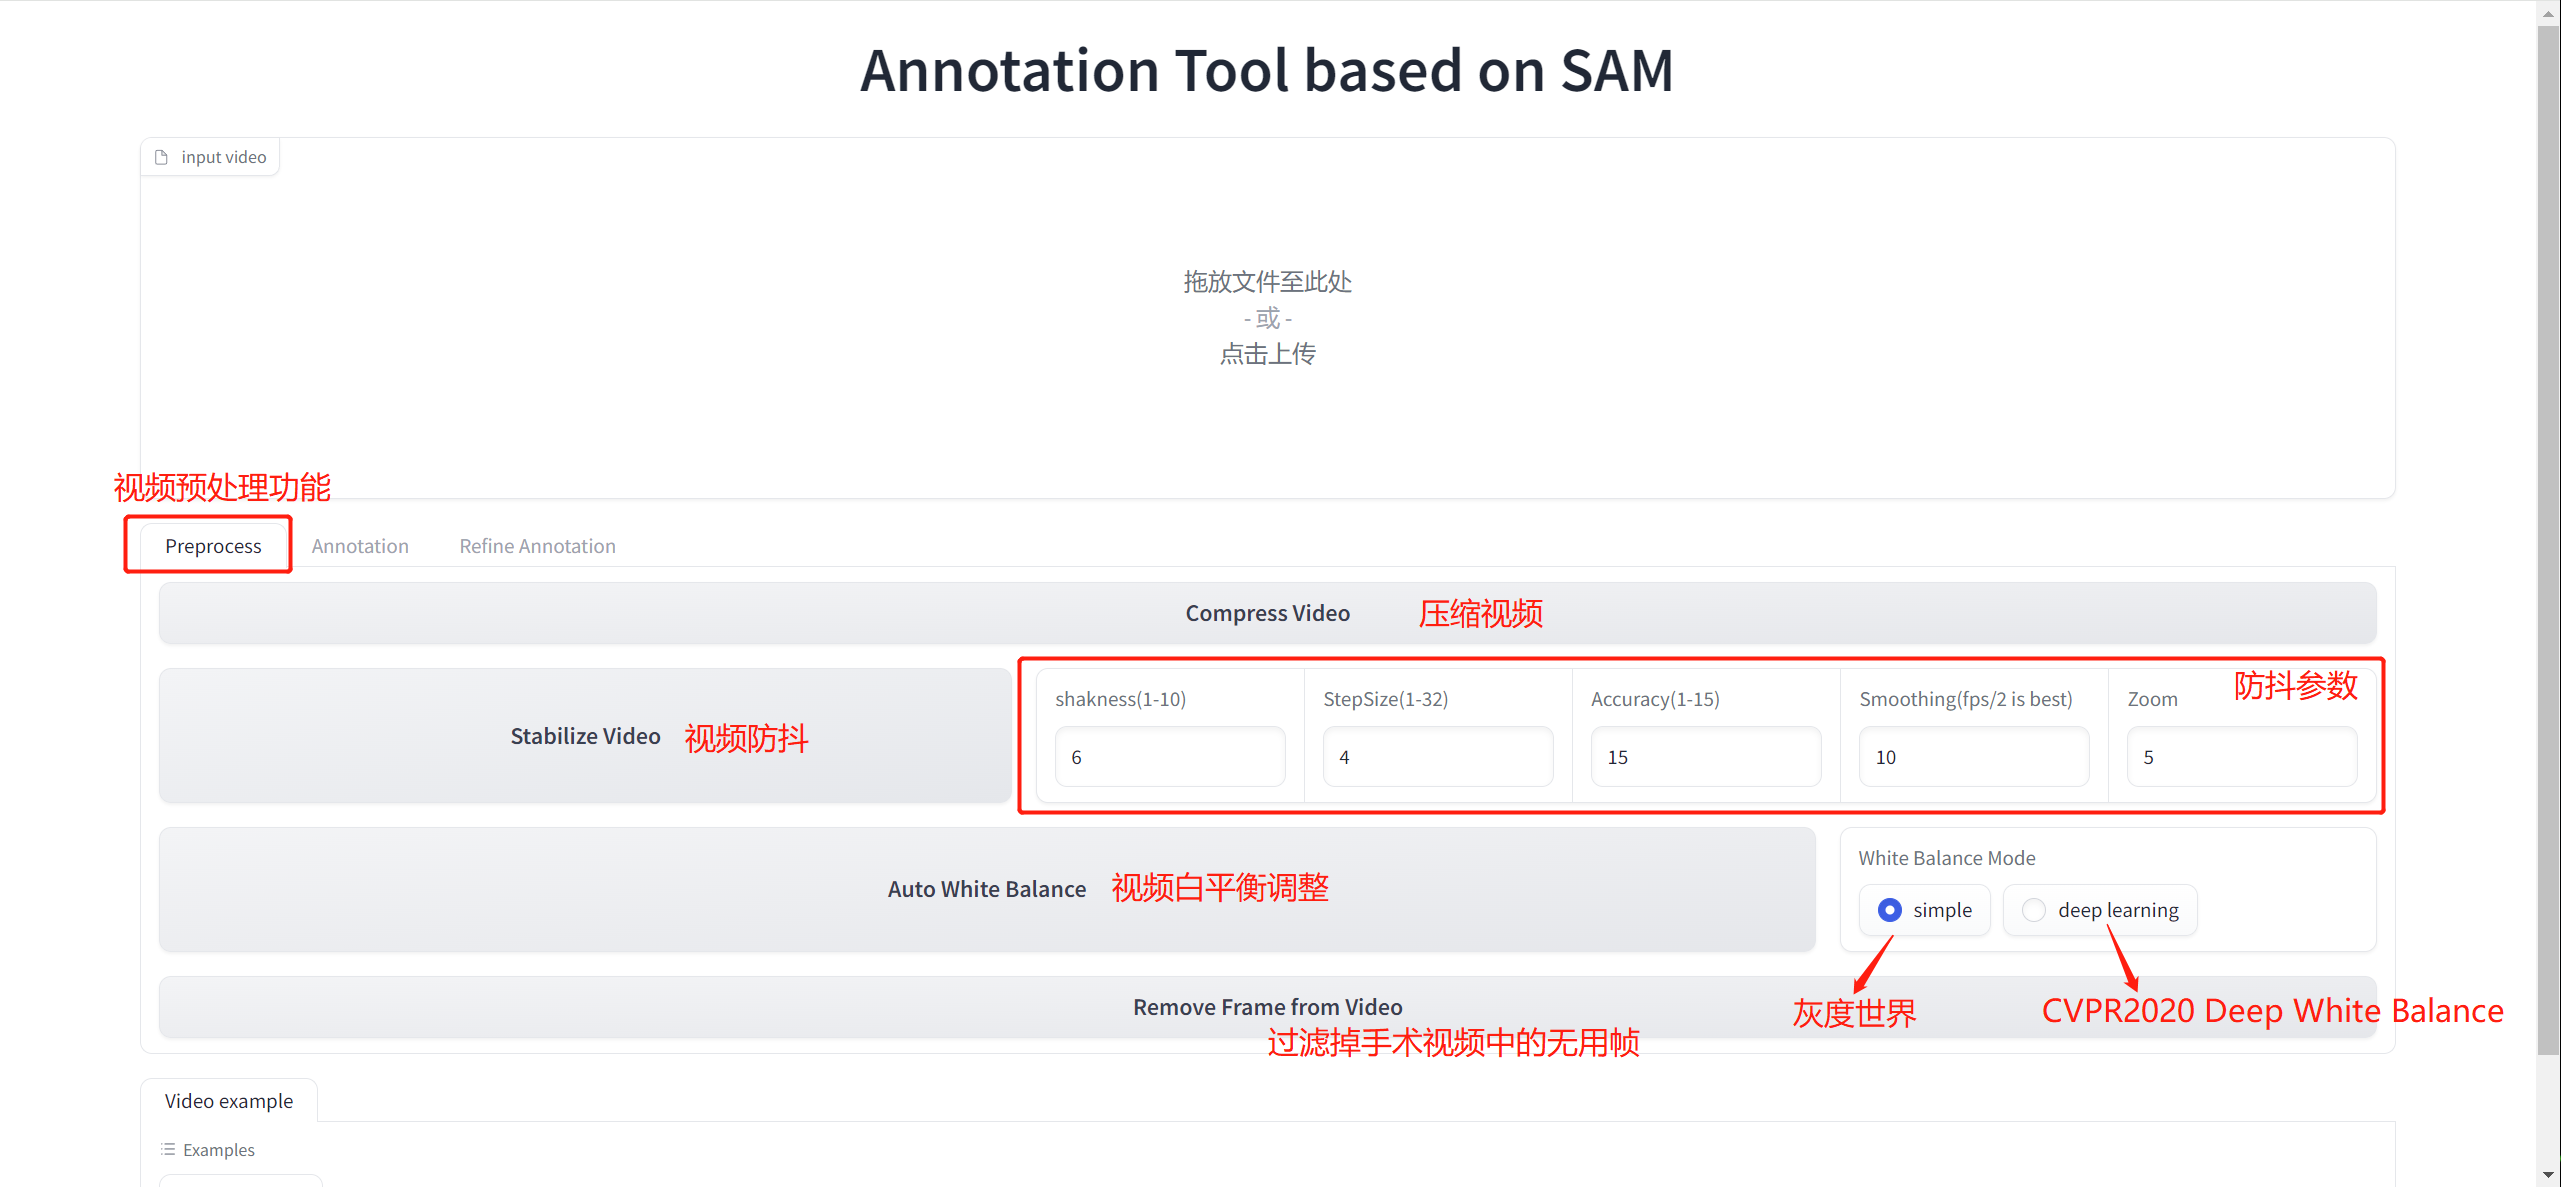 Annotation Tool based on SAM
input video
拖放文件至此处
- 或 -
点击上传
视频预处理功能
Preprocess
Annotation
Refine Annotation
Compress Video
压缩视频
Stabilize Video
视频防抖
防抖参数
shakness(1-10)
StepSize(1-32)
Accuracy(1-15)
Smoothing(fps/2 is best)
Zoom
6
4
15
10
5
Auto White Balance
视频白平衡调整
White Balance Mode
simple
deep learning
Remove Frame from Video
灰度世界
CVPR2020 Deep White Balance
过滤掉手术视频中的无用帧
Video example
Examples